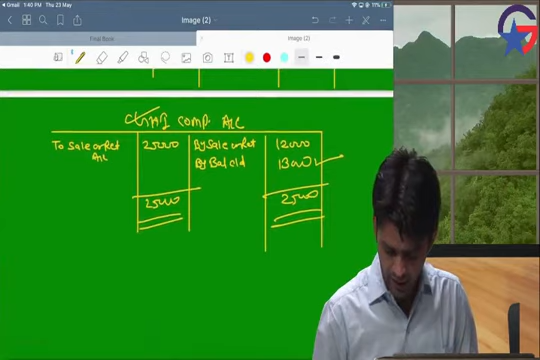 Gmail 1:40 PM Thu 23 May
11%
Image (2)
Final Book
Image (2)
Comp. A/c
To Sale or Ret A/c 25000 By Sale or Ret 12000
By Bal c/d 13000
25000 25000